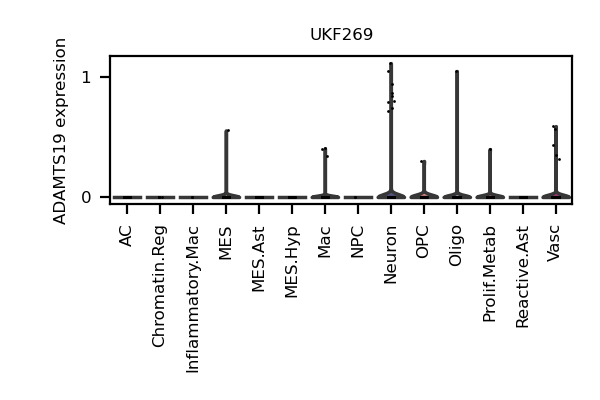 UKF269
ADAMTS19 expression
1
0
AC
Chromatin.Reg
Inflammatory.Mac
MES
MES.Ast
MES.Hyp
Mac
NPC
Neuron
OPC
Oligo
Prolif.Metab
Reactive.Ast
Vasc